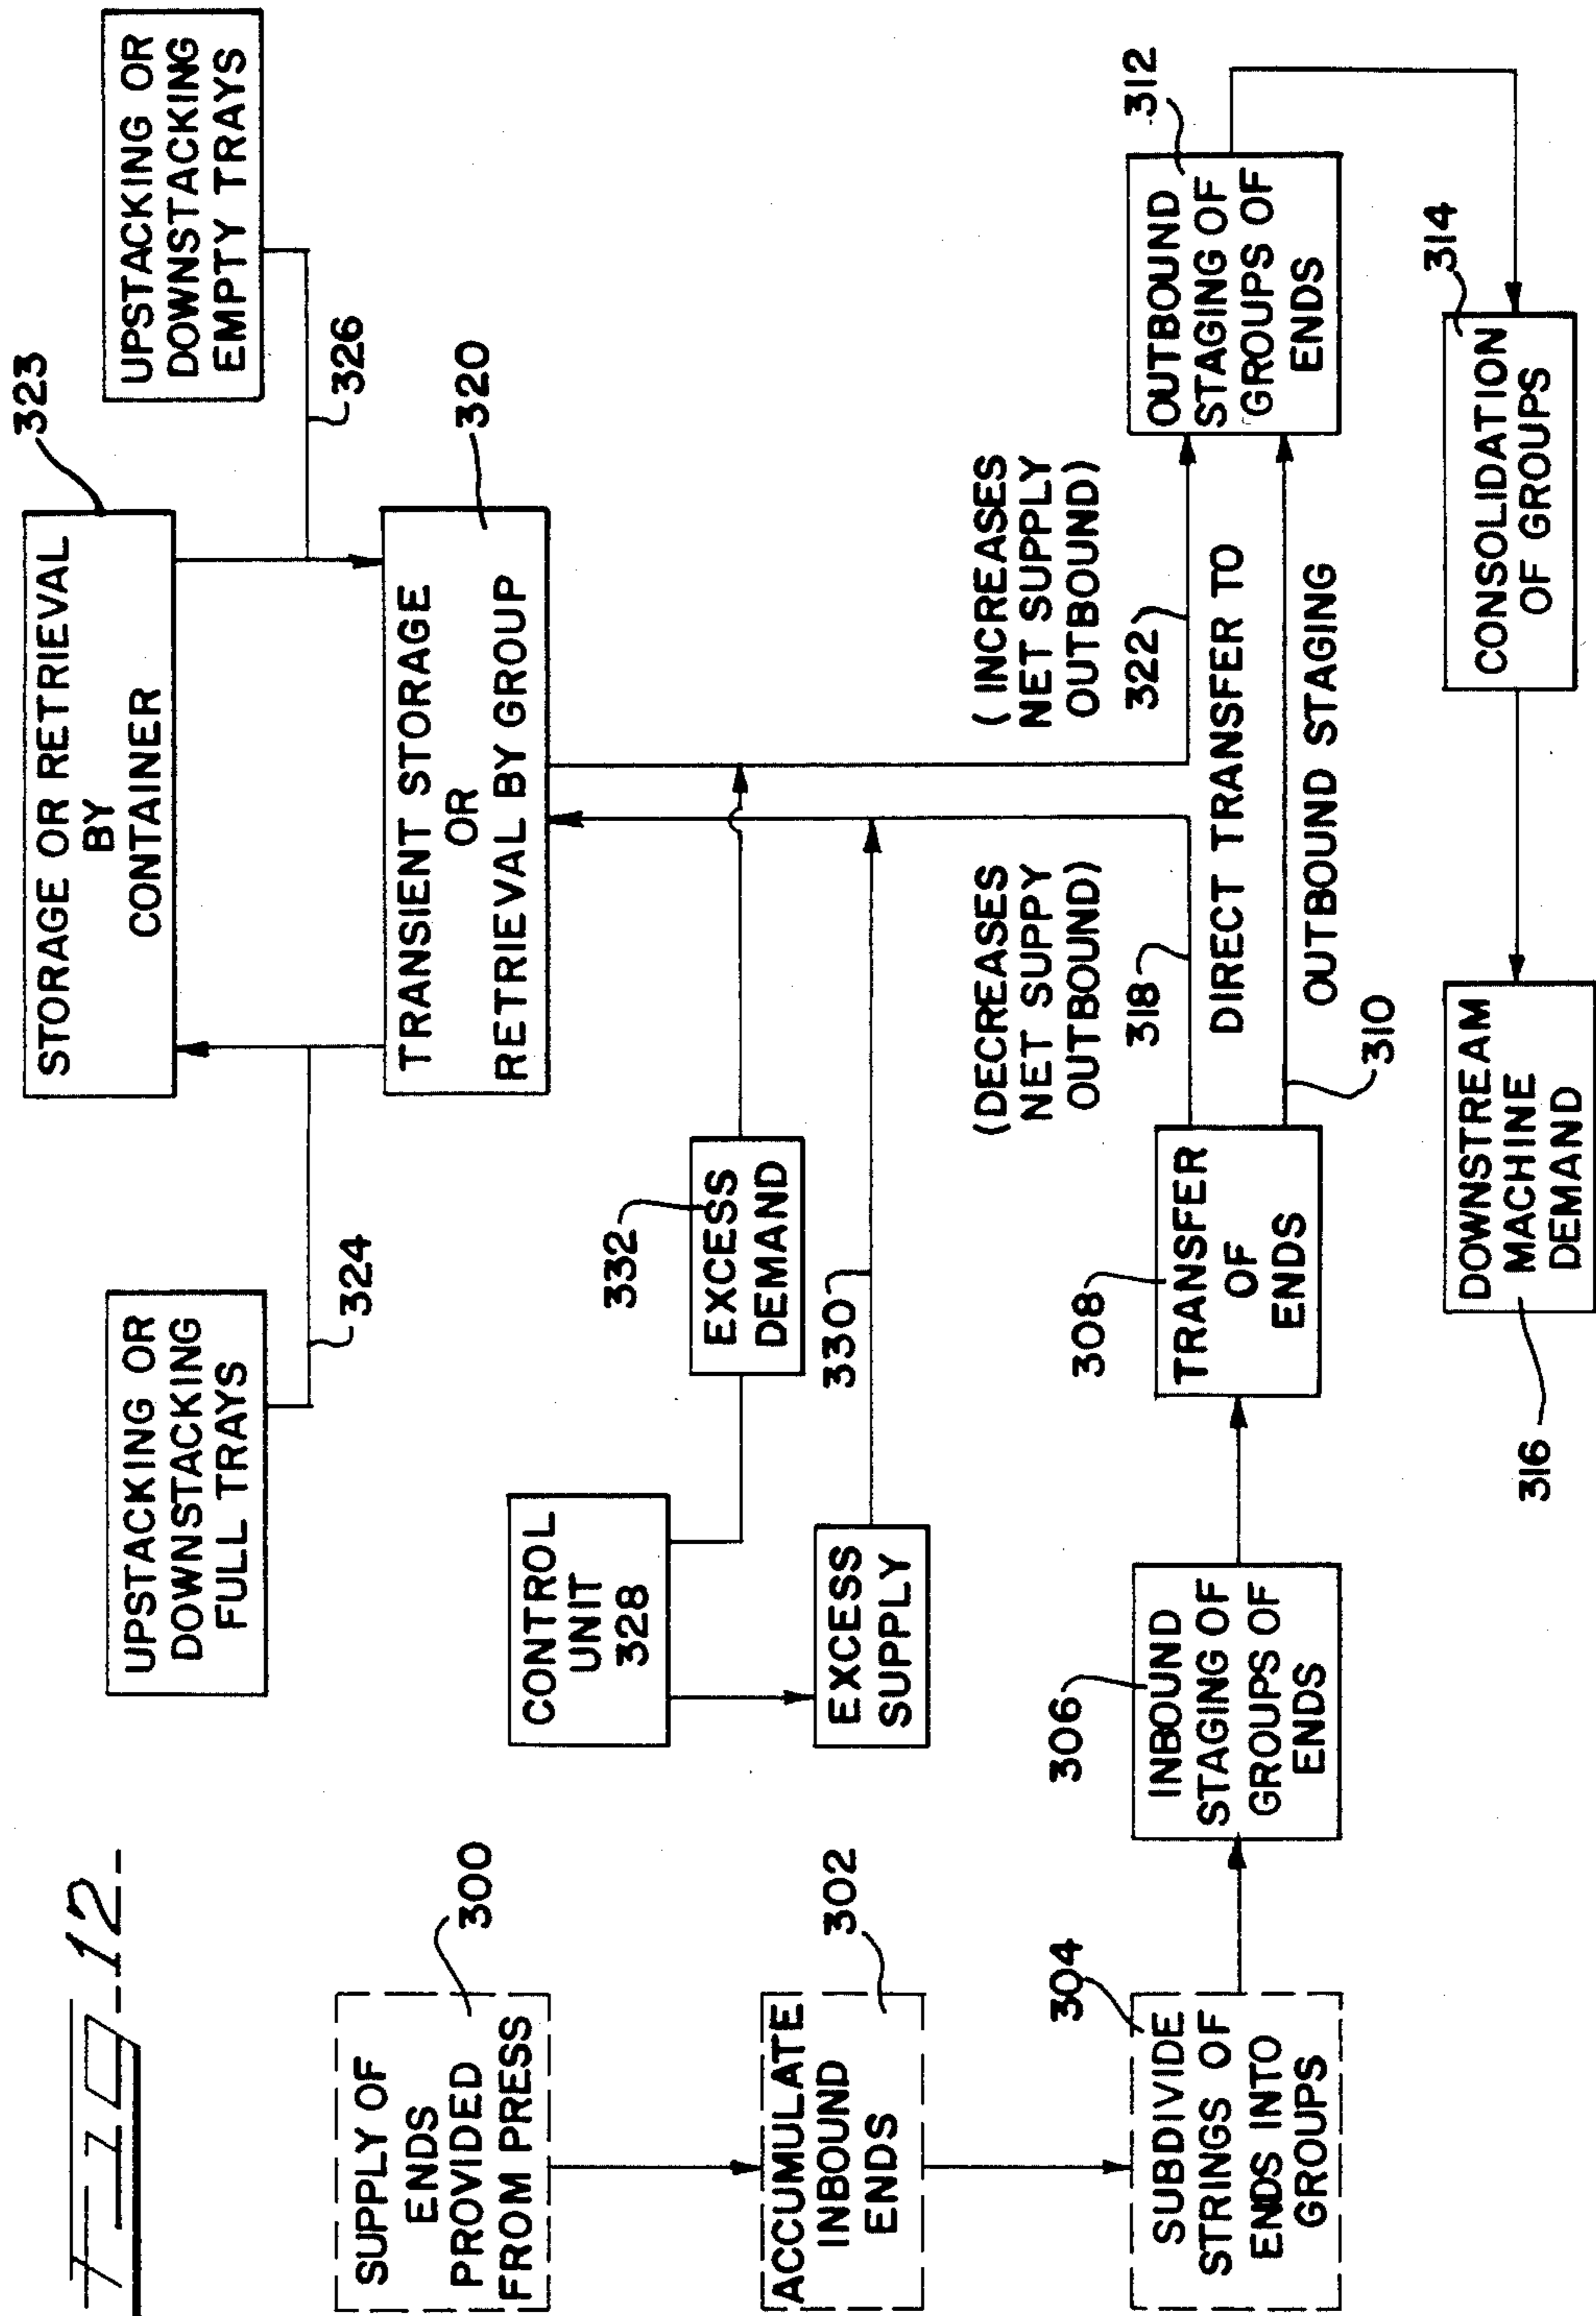 FIG. 12
SUPPLY OF
ENDS
PROVIDED
FROM PRESS
300
ACCUMULATE
INBOUND
ENDS
302
SUBDIVIDE
STRINGS OF
ENDS INTO
GROUPS
304
INBOUND
STAGING OF
GROUPS OF
ENDS
306
TRANSFER
OF
ENDS
308
310
DIRECT TRANSFER TO
OUTBOUND STAGING
318
(DECREASES
NET SUPPY
OUTBOUND)
322
(INCREASES
NET SUPPLY
OUTBOUND)
OUTBOUND
STAGING OF
GROUPS OF
ENDS
312
CONSOLIDATION
OF GROUPS
314
DOWNSTREAM
MACHINE
DEMAND
316
CONTROL
UNIT
328
EXCESS
SUPPLY
330
EXCESS
DEMAND
332
TRANSIENT STORAGE
OR
RETRIEVAL BY GROUP
320
STORAGE OR RETRIEVAL
BY
CONTAINER
323
UPSTACKING OR
DOWNSTACKING
FULL TRAYS
324
UPSTACKING OR
DOWNSTACKING
EMPTY TRAYS
326